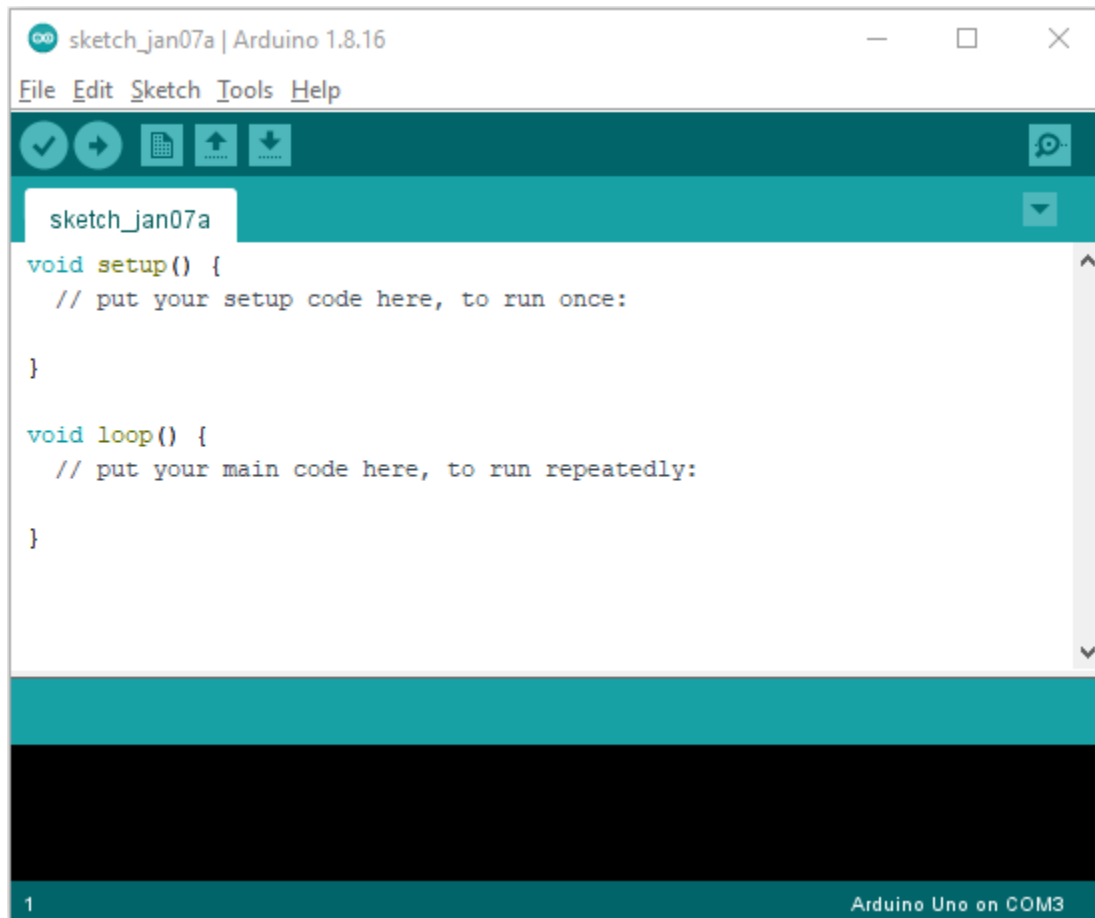 sketch_jan07a | Arduino 1.8.16
File Edit Sketch Tools Help
sketch_jan07a
void setup() {
  // put your setup code here, to run once:
}
void loop() {
  // put your main code here, to run repeatedly:
}
1 Arduino Uno on COM3